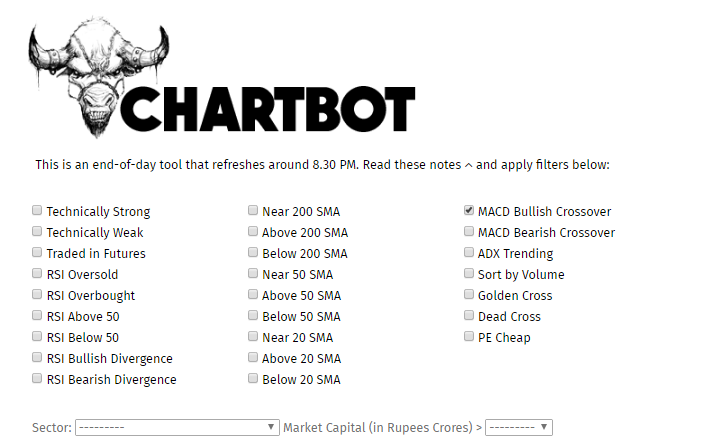 CHARTBOT
This is an end-of-day tool that refreshes around 8.30 PM. Read these notes ^ and apply filters below:
Technically Strong
Technically Weak
Traded in Futures
RSI Oversold
RSI Overbought
RSI Above 50
RSI Below 50
RSI Bullish Divergence
RSI Bearish Divergence
Near 200 SMA
Above 200 SMA
Below 200 SMA
Near 50 SMA
Above 50 SMA
Below 50 SMA
Near 20 SMA
Above 20 SMA
Below 20 SMA
MACD Bullish Crossover
MACD Bearish Crossover
ADX Trending
Sort by Volume
Golden Cross
Dead Cross
PE Cheap
Sector: --------- Market Capital (in Rupees Crores) > ---------